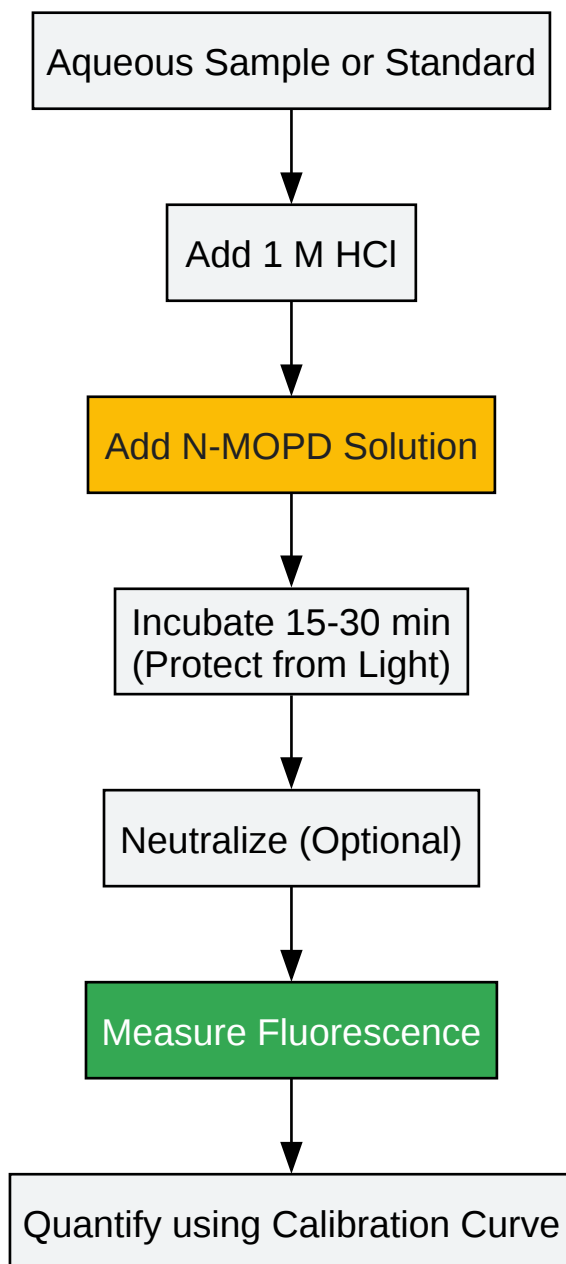 Aqueous Sample or Standard
Add 1 M HCl
Add N-MOPD Solution
Incubate 15-30 min
(Protect from Light)
Neutralize (Optional)
Measure Fluorescence
Quantify using Calibration Curve